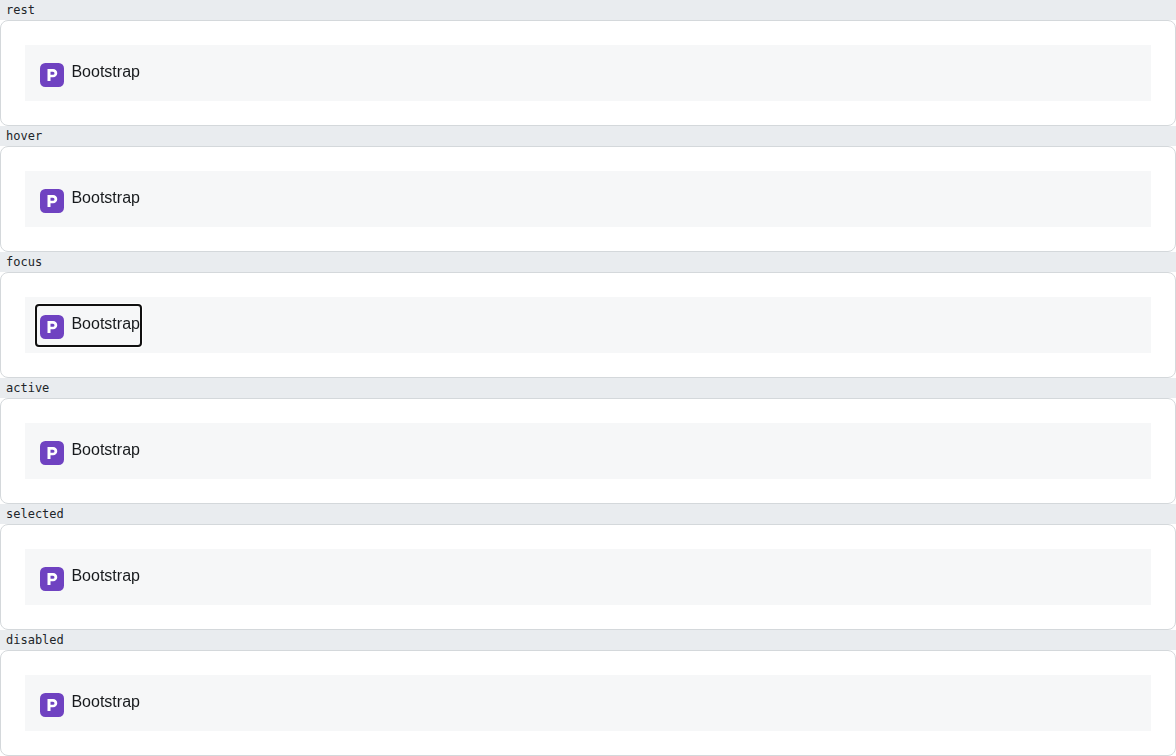 rest
P Bootstrap
hover
P Bootstrap
focus
P Bootstrap
active
P Bootstrap
selected
P Bootstrap
disabled
P Bootstrap